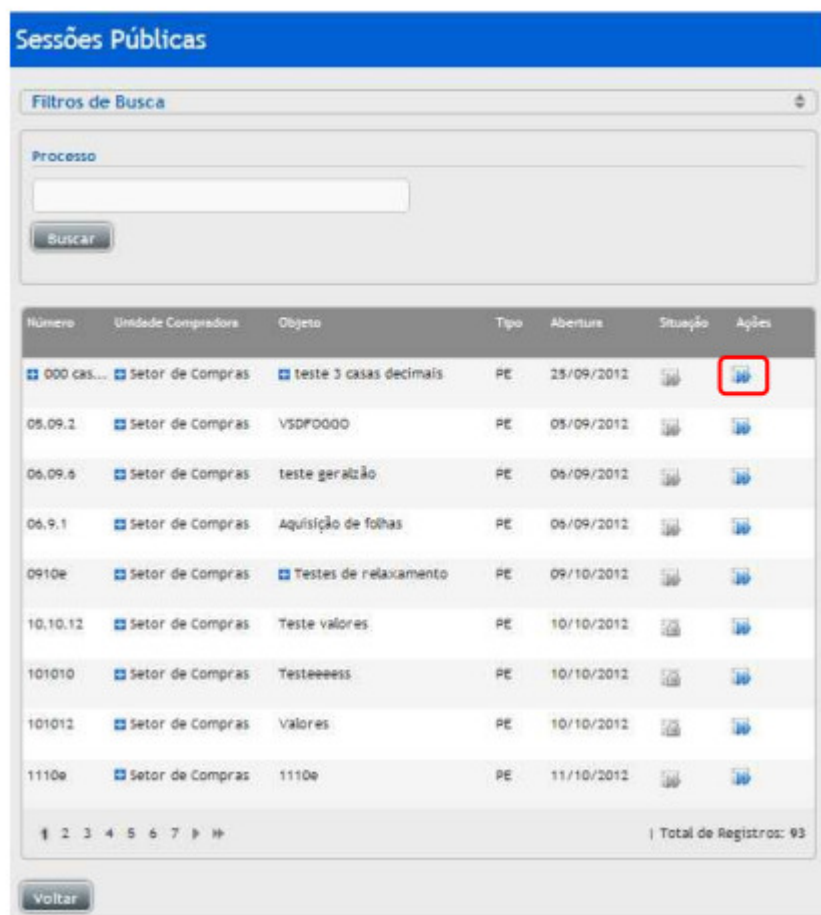 Sessões Públicas
Filtros de Busca
Processo
Buscar
Número Unidade Compradora Objeto Tipo Abertura Situação Ações
000 cas... Setor de Compras teste 3 casas decimais PE 25/09/2012
05.09.2 Setor de Compras VSDFOOOO PE 05/09/2012
06.09.6 Setor de Compras teste geralzão PE 06/09/2012
06.9.1 Setor de Compras Aquisição de folhas PE 06/09/2012
0910e Setor de Compras Testes de relaxamento PE 09/10/2012
10.10.12 Setor de Compras Teste valores PE 10/10/2012
101010 Setor de Compras Testeeeess PE 10/10/2012
101012 Setor de Compras Valores PE 10/10/2012
1110e Setor de Compras 1110e PE 11/10/2012
1 2 3 4 5 6 7 | Total de Registros: 93
Voltar